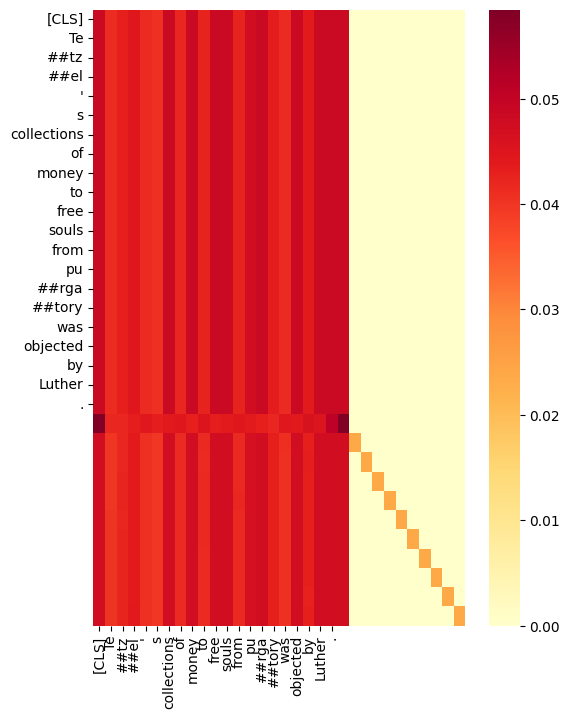 [CLS]
Te
##tz
##el
'
s
collections
of
money
to
free
souls
from
pu
##rga
##tory
was
objected
by
Luther
.
[CLS]
Te
##tz
##el
'
s
collections
of
money
to
free
souls
from
pu
##rga
##tory
was
objected
by
Luther
.
0.05
0.04
0.03
0.02
0.01
0.00